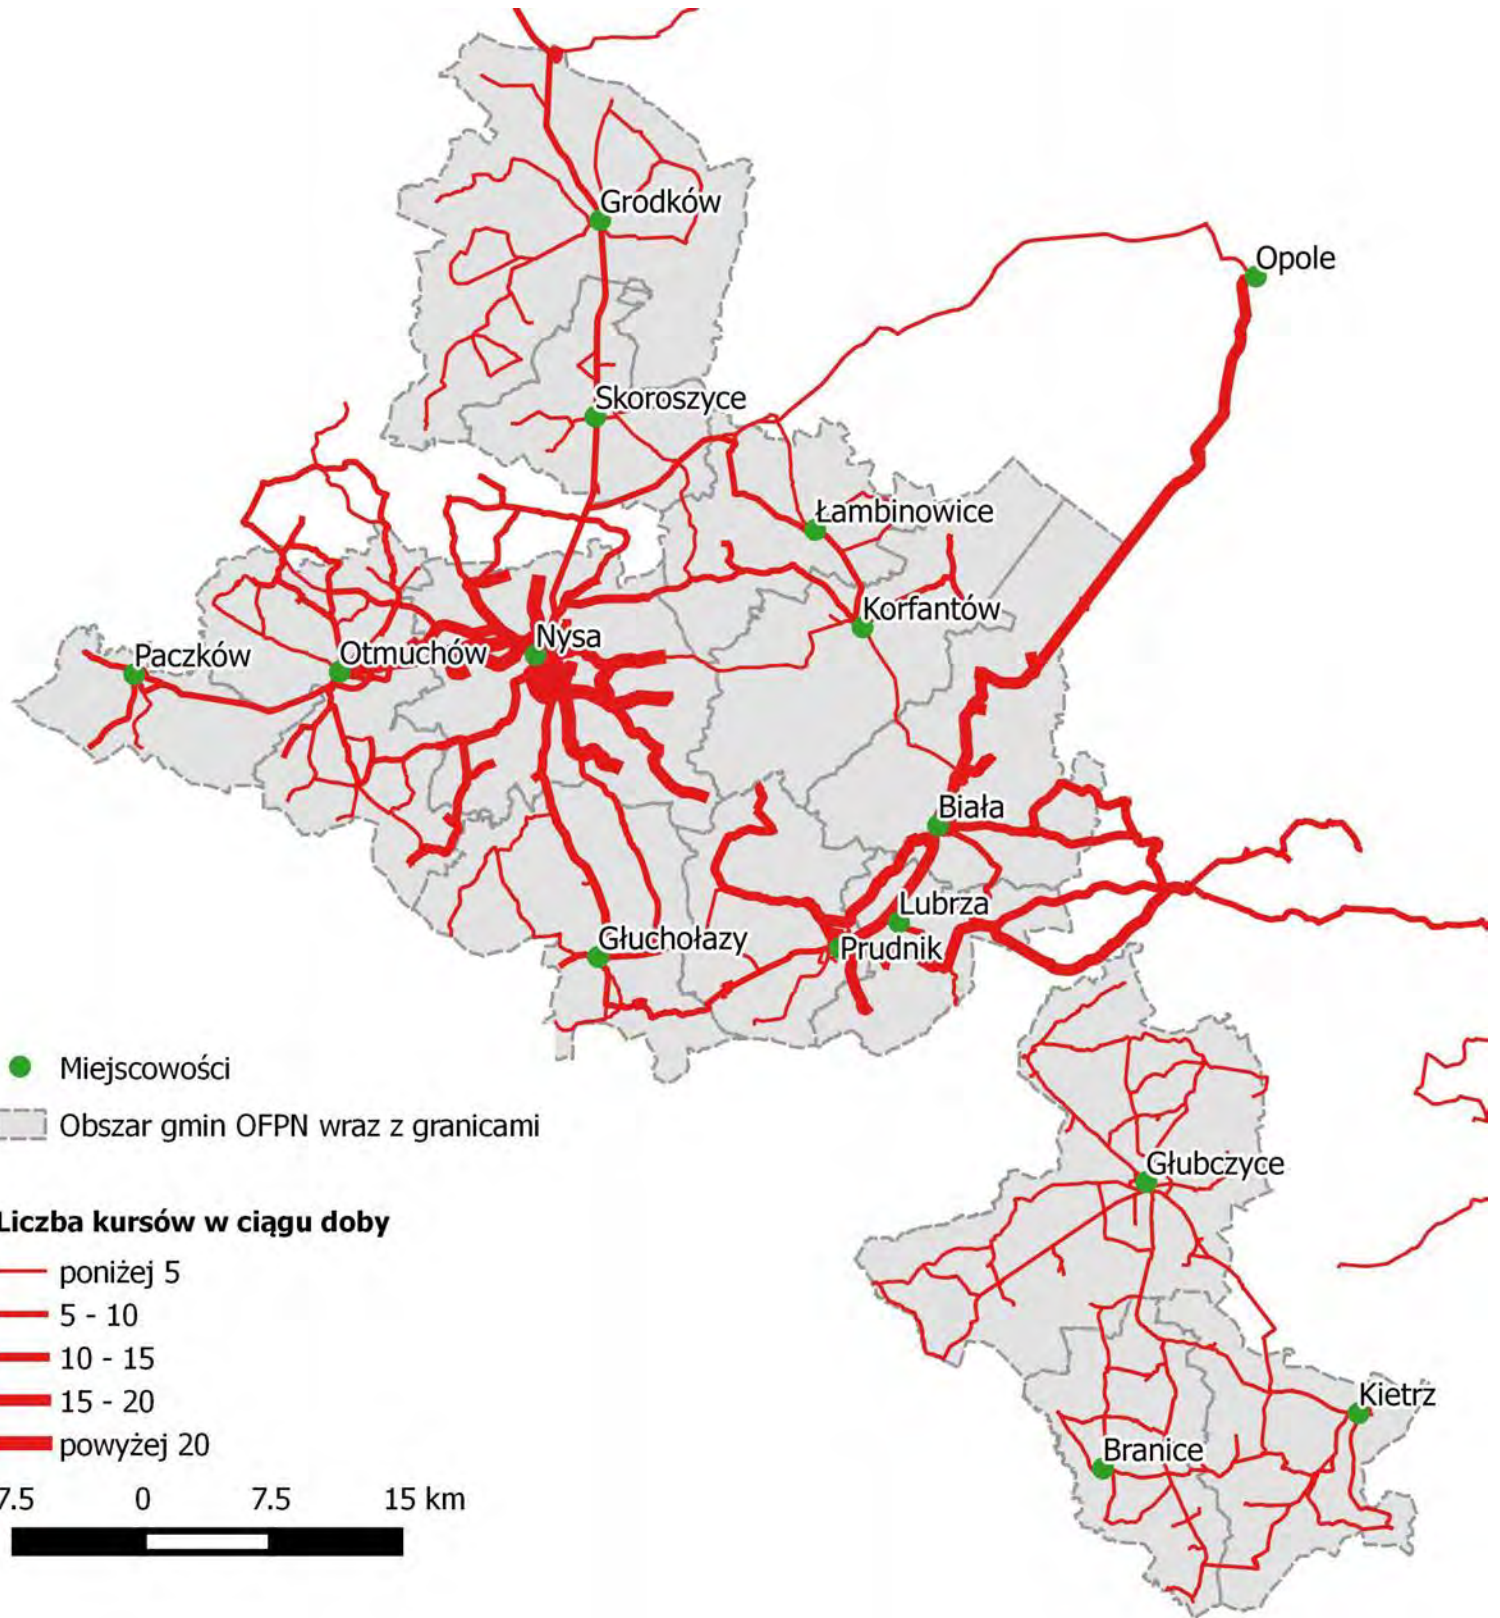 Grodków
Opole
Skoroszyce
Łambinowice
Korfantów
Nysa
Otmuchów
Paczków
Biała
Lubrza
Prudnik
Głuchołazy
Miejscowości
Obszar gmin OFPN wraz z granicami
Głubczyce
Liczba kursów w ciągu doby
poniżej 5
5 - 10
10 - 15
15 - 20
powyżej 20
Kietrz
Branice
7.5 0 7.5 15 km